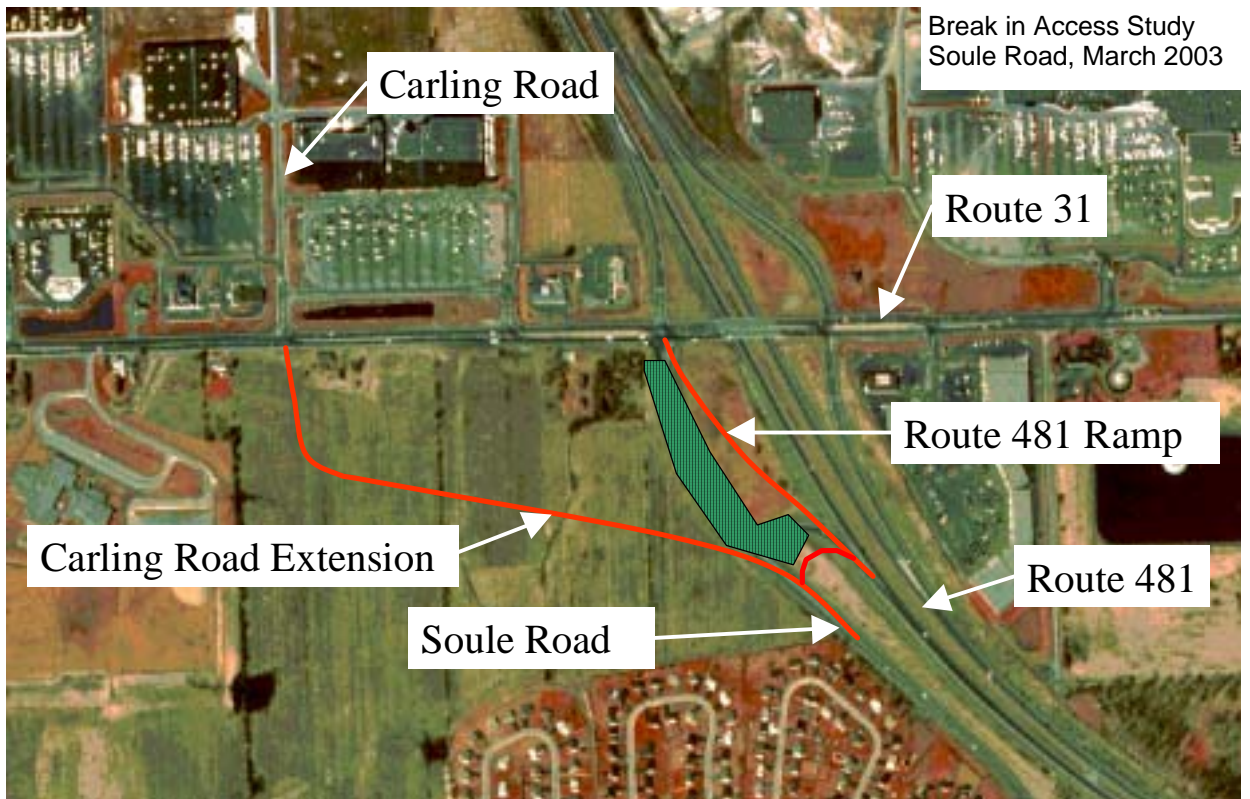 Break in Access Study
Soule Road, March 2003
Carling Road
Route 31
Route 481 Ramp
Carling Road Extension
Route 481
Soule Road